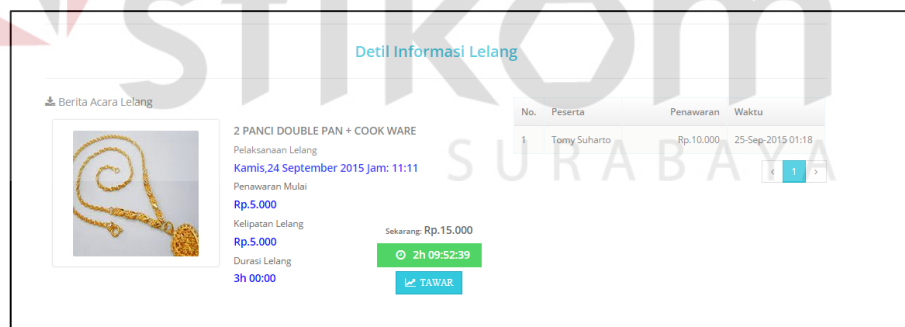 stikom
SURABAYA
Detil Informasi Lelang
Berita Acara Lelang
2 PANCI DOUBLE PAN + COOK WARE
Pelaksanaan Lelang
Kamis,24 September 2015 Jam: 11:11
Penawaran Mulai
Rp.5.000
Kelipatan Lelang
Rp.5.000
Durasi Lelang
3h 00:00
Sekarang: Rp.15.000
2h 09:52:39
TAWAR
No. Peserta Penawaran Waktu
1 Tomy Suharto Rp.10.000 25-Sep-2015 01:18
< 1 >